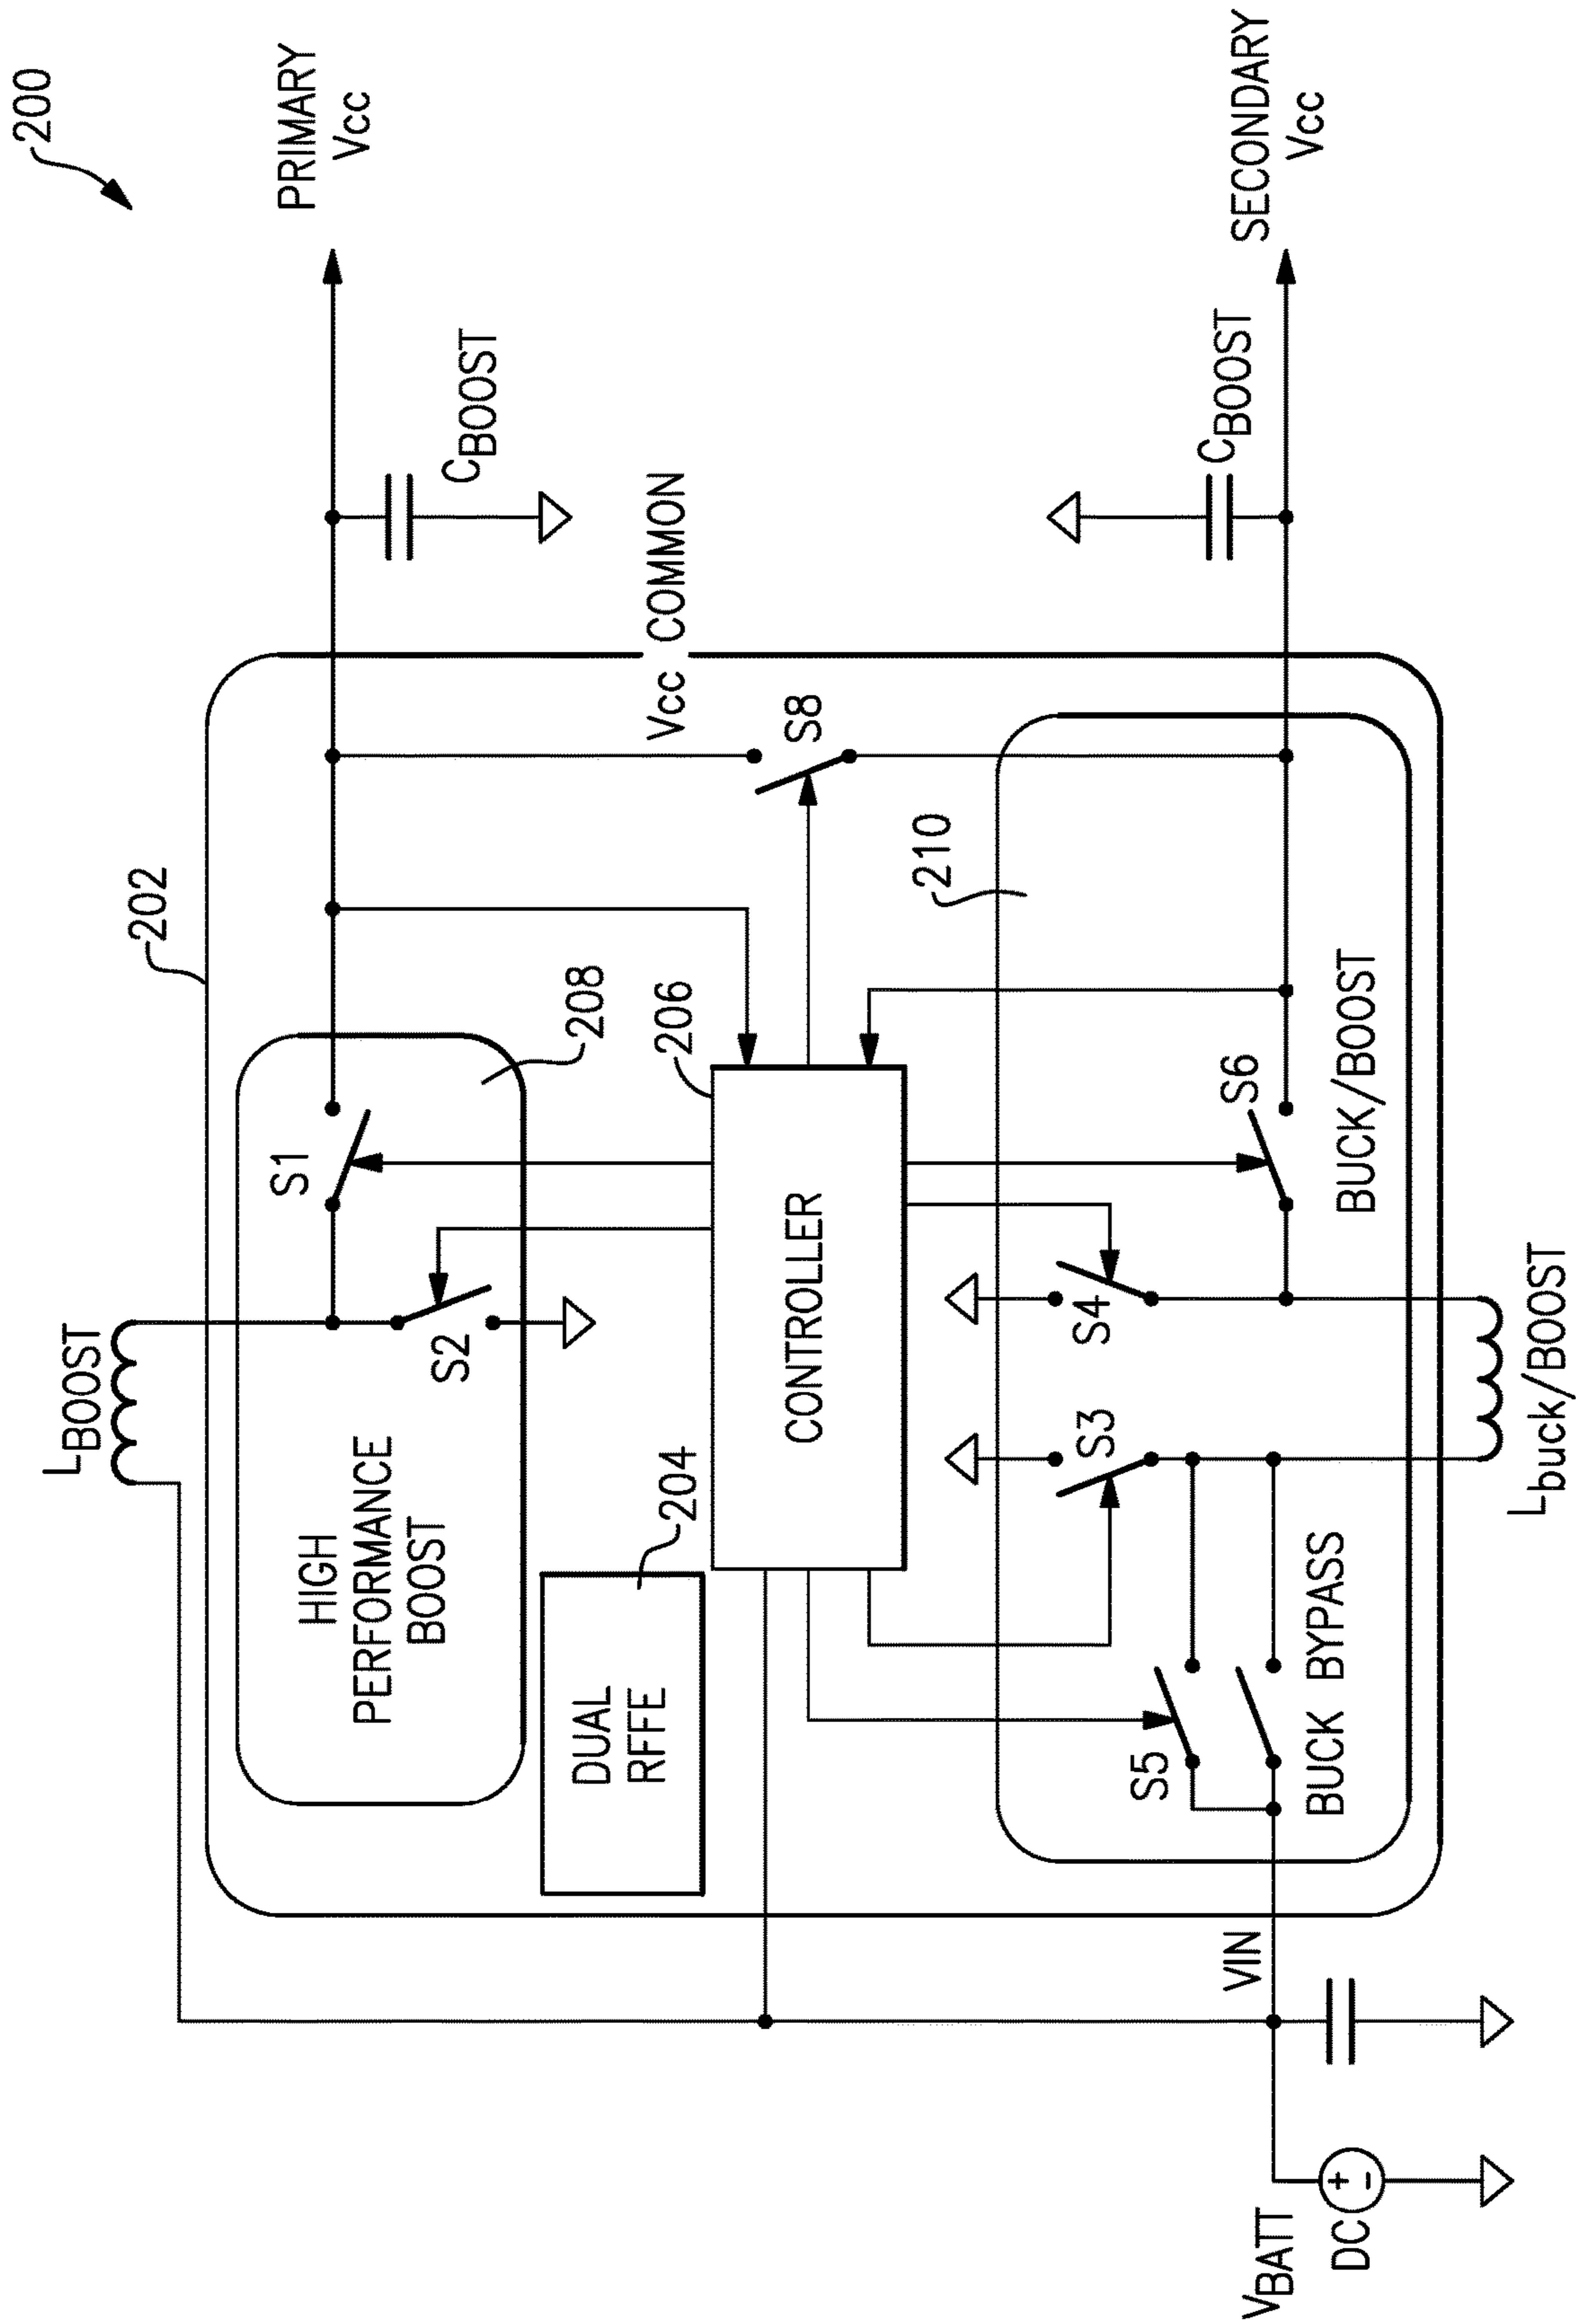 200
PRIMARY
Vcc
SECONDARY
Vcc
CBOOST
CBOOST
Vcc COMMON
202
S8
210
208
206
S1
S6
BUCK/BOOST
LBOOST
S2
CONTROLLER
S4
S3
Lbuck/BOOST
HIGH
PERFORMANCE
BOOST
204
DUAL
RFFE
S5
BUCK BYPASS
VIN
VBATT
DC
+ -